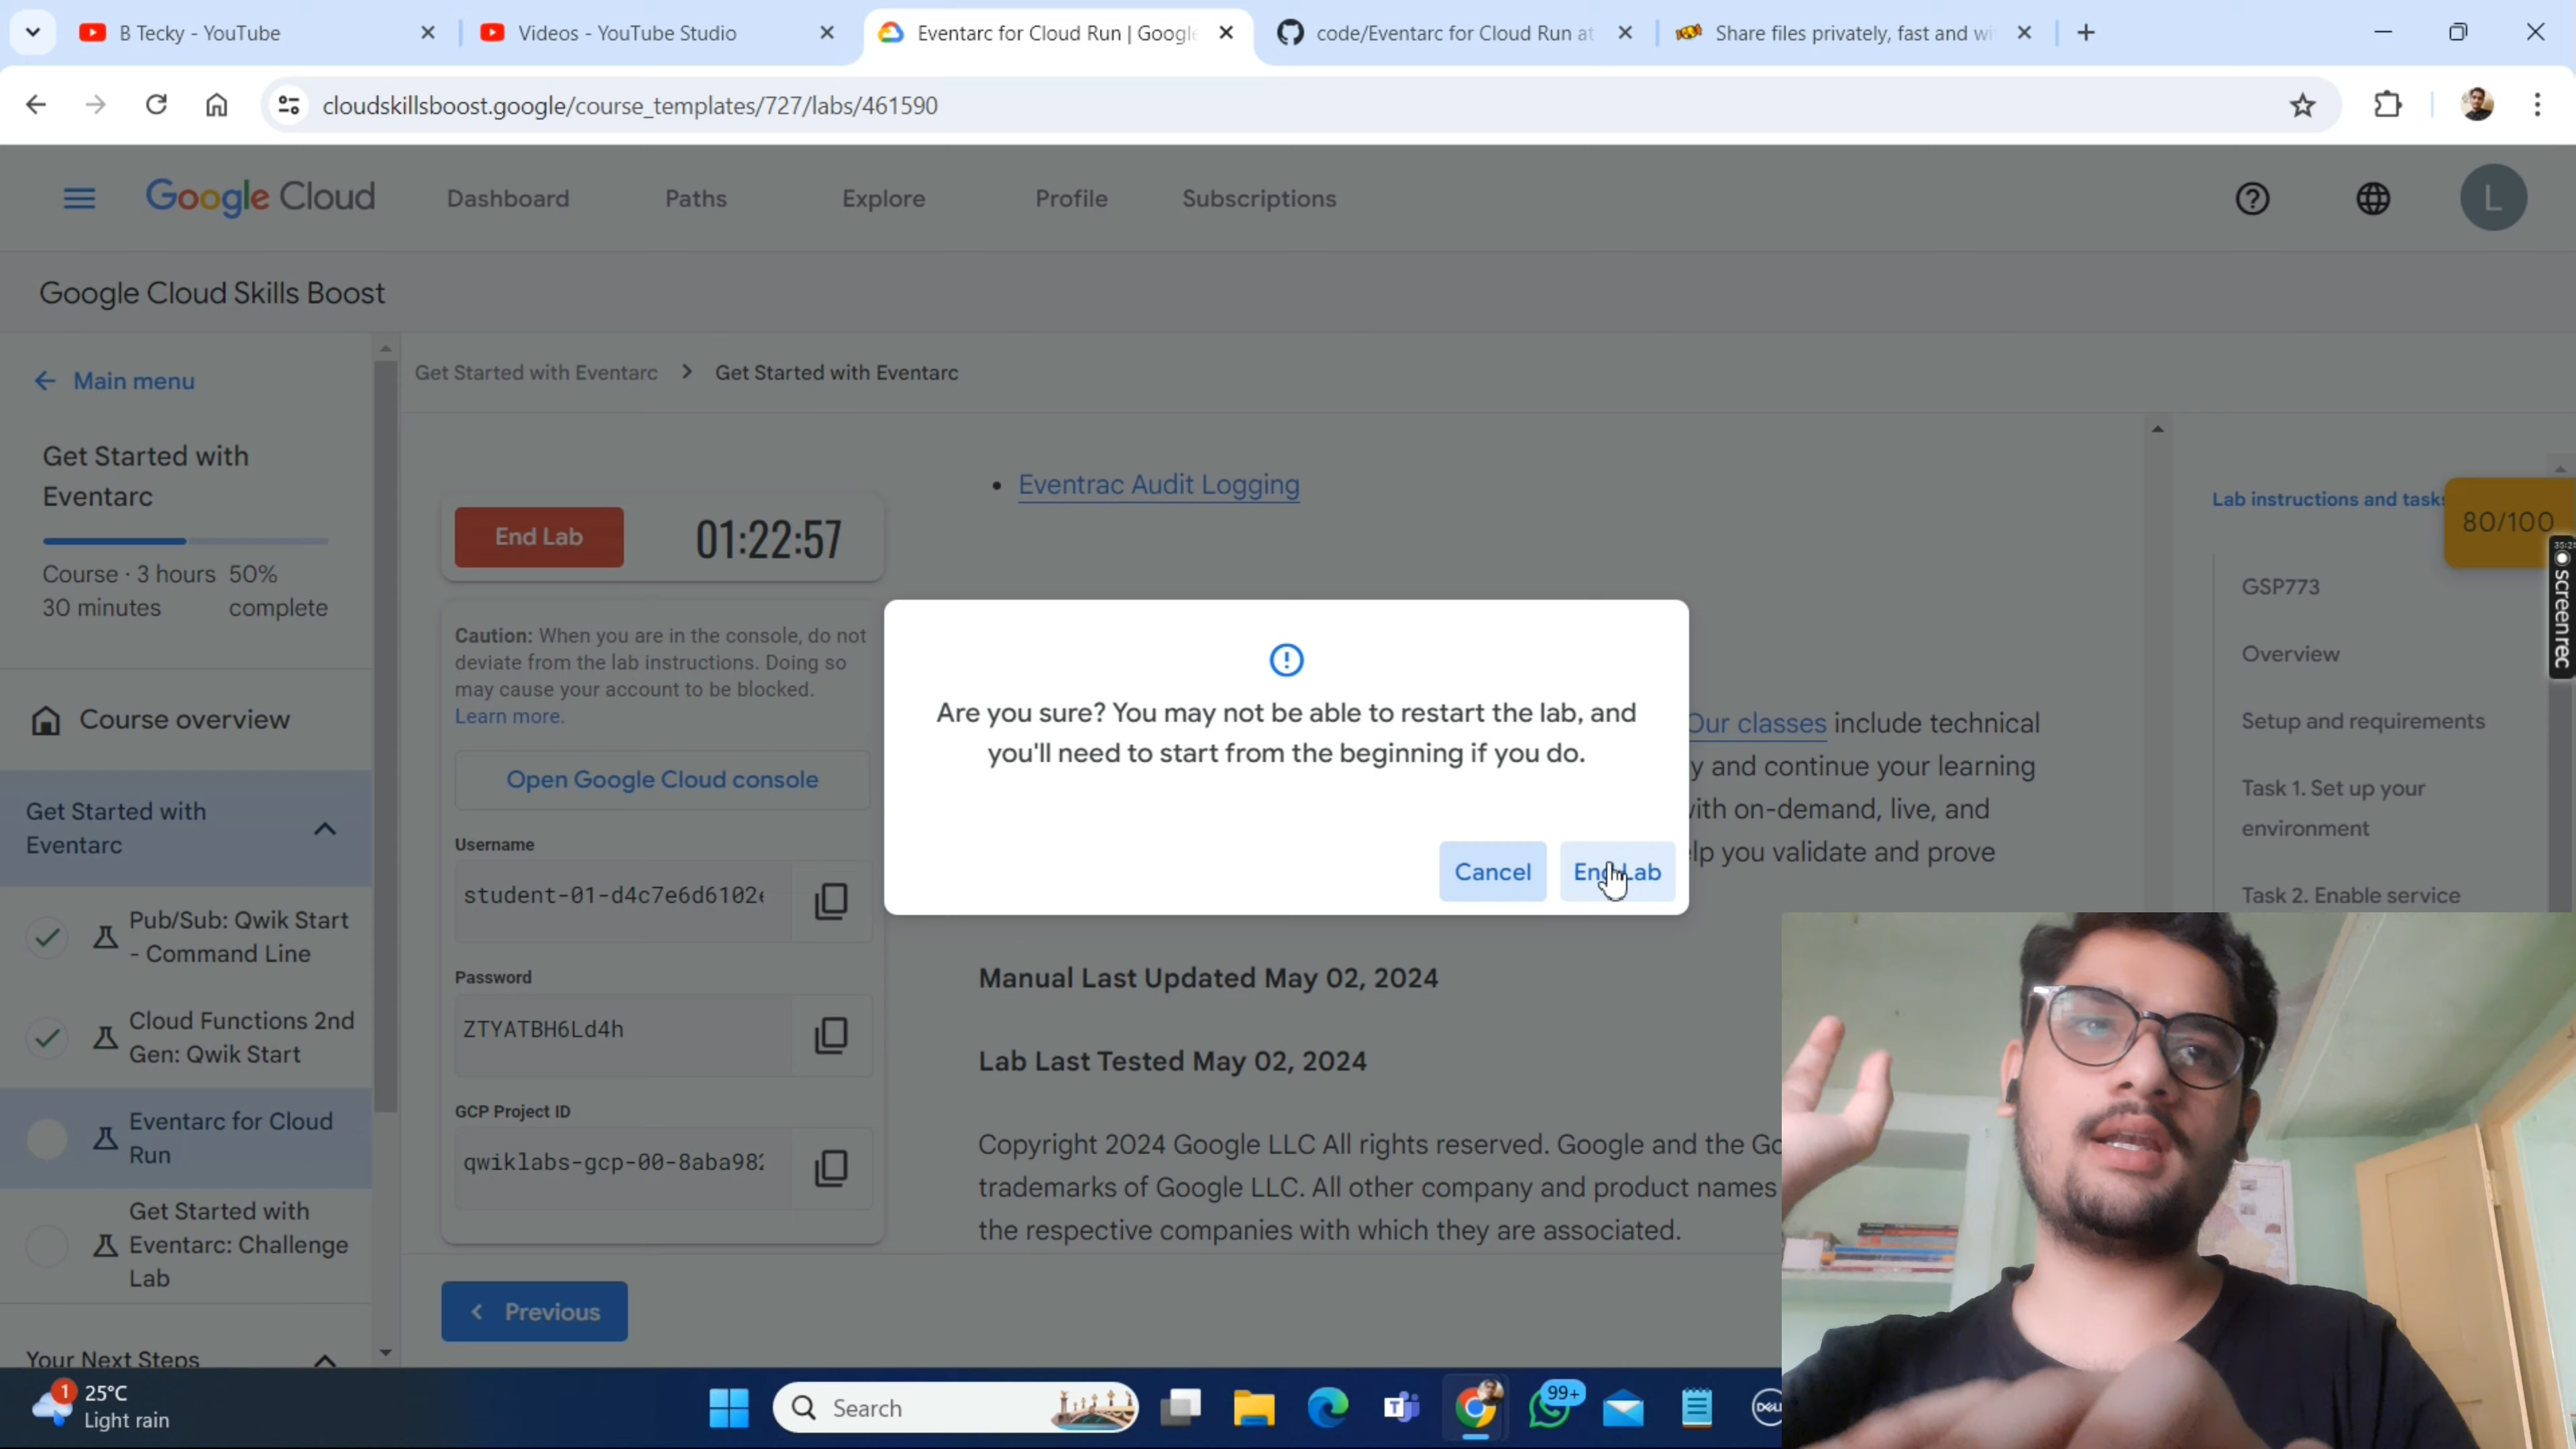 B Tecky - YouTube
Videos - YouTube Studio
Eventarc for Cloud Run | Google
code/Eventarc for Cloud Run at
Share files privately, fast and wi
cloudskillsboost.google/course_templates/727/labs/461590
Google Cloud
Dashboard
Paths
Explore
Profile
Subscriptions
L
Google Cloud Skills Boost
Main menu
Get Started with Eventarc
Get Started with Eventarc
Get Started with
Eventarc
Course · 3 hours
30 minutes
50%
complete
Course overview
Get Started with
Eventarc
Pub/Sub: Qwik Start
- Command Line
Cloud Functions 2nd
Gen: Qwik Start
Eventarc for Cloud
Run
Get Started with
Eventarc: Challenge
Lab
Your Next Steps
End Lab
01:22:57
Caution: When you are in the console, do not
deviate from the lab instructions. Doing so
may cause your account to be blocked.
Learn more.
Open Google Cloud console
Username
student-01-d4c7e6d6102e
Password
ZTYATBH6Ld4h
GCP Project ID
qwiklabs-gcp-00-8aba982
Previous
Eventrac Audit Logging
Are you sure? You may not be able to restart the lab, and
you'll need to start from the beginning if you do.
Cancel
End Lab
Our classes include technical
y and continue your learning
with on-demand, live, and
elp you validate and prove
Manual Last Updated May 02, 2024
Lab Last Tested May 02, 2024
Copyright 2024 Google LLC All rights reserved. Google and the Go
trademarks of Google LLC. All other company and product names
the respective companies with which they are associated.
Lab instructions and tasks
80/100
GSP773
Overview
Setup and requirements
Task 1. Set up your
environment
Task 2. Enable service
screenrec
1
25°C
Light rain
Search
99+
DELL